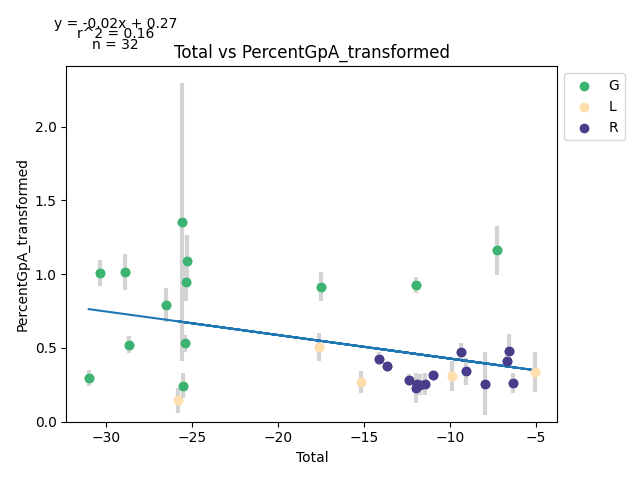 y = -0.02x + 0.27
r^2 = 0.16
n = 32
Total vs PercentGpA_transformed
G
L
R
PercentGpA_transformed
2.0
1.5
1.0
0.5
0.0
−30
−25
−20
−15
−10
−5
Total